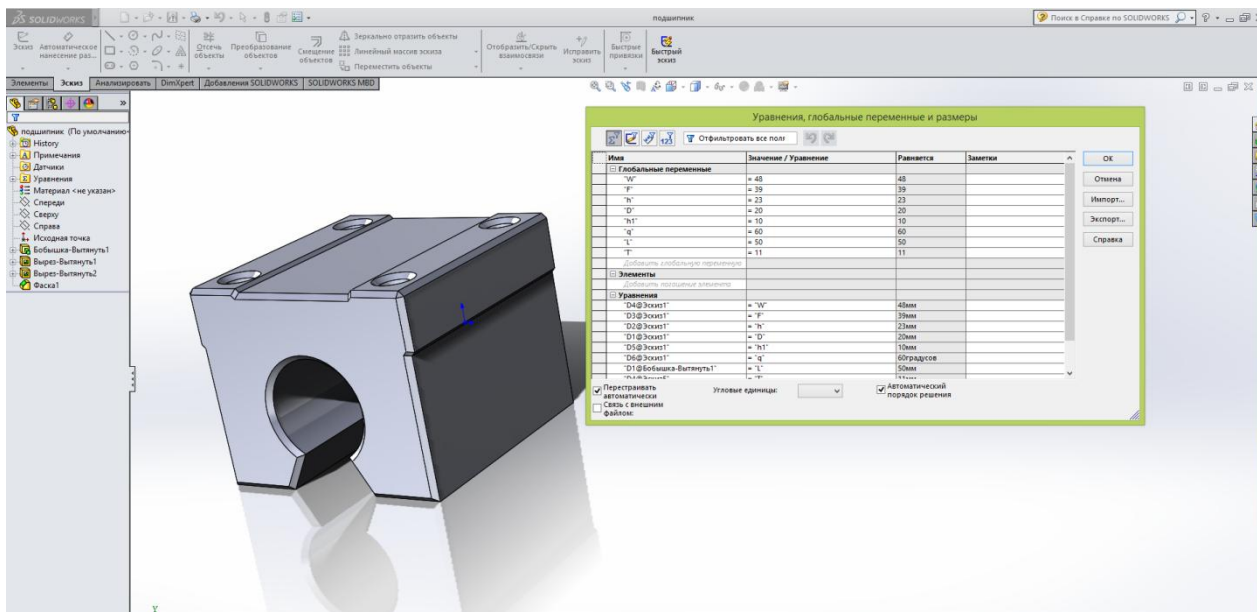 SOLIDWORKS
подшипник
Поиск в Справке по SOLIDWORKS
Эскиз
Автоматическое нанесение раз...
Отсечь объекты
Преобразование объектов
Смещение объектов
Зеркально отразить объекты
Линейный массив эскиза
Переместить объекты
Отобразить/Скрыть взаимосвязи
Исправить эскиз
Быстрые привязки
Быстрый эскиз
Элементы Эскиз Анализировать DimXpert Добавления SOLIDWORKS SOLIDWORKS MBD
подшипник (По умолчанию
History
Примечания
Датчики
Уравнения
Материал <не указан>
Спереди
Сверху
Справа
Исходная точка
Бобышка-Вытянуть1
Вырез-Вытянуть1
Вырез-Вытянуть2
Фаска1
Уравнения, глобальные переменные и размеры
Отфильтровать все поля
Имя Значение / Уравнение Равняется Заметки
Глобальные переменные
"W" = 48 48
"F" = 39 39
"h" = 23 23
"D" = 20 20
"h1" = 10 10
"q" = 60 60
"L" = 50 50
"T" = 11 11
Добавить глобальную переменную
Элементы
Добавить погашение элемента
Уравнения
"D4@Эскиз1" = "W" 48мм
"D3@Эскиз1" = "F" 39мм
"D2@Эскиз1" = "h" 23мм
"D1@Эскиз1" = "D" 20мм
"D5@Эскиз1" = "h1" 10мм
"D6@Эскиз1" = "q" 60градусов
"D1@Бобышка-Вытянуть1" = "L" 50мм
OK
Отмена
Импорт...
Экспорт...
Справка
Перестраивать автоматически
Угловые единицы:
Автоматический порядок решения
Связь с внешним файлом:
Y